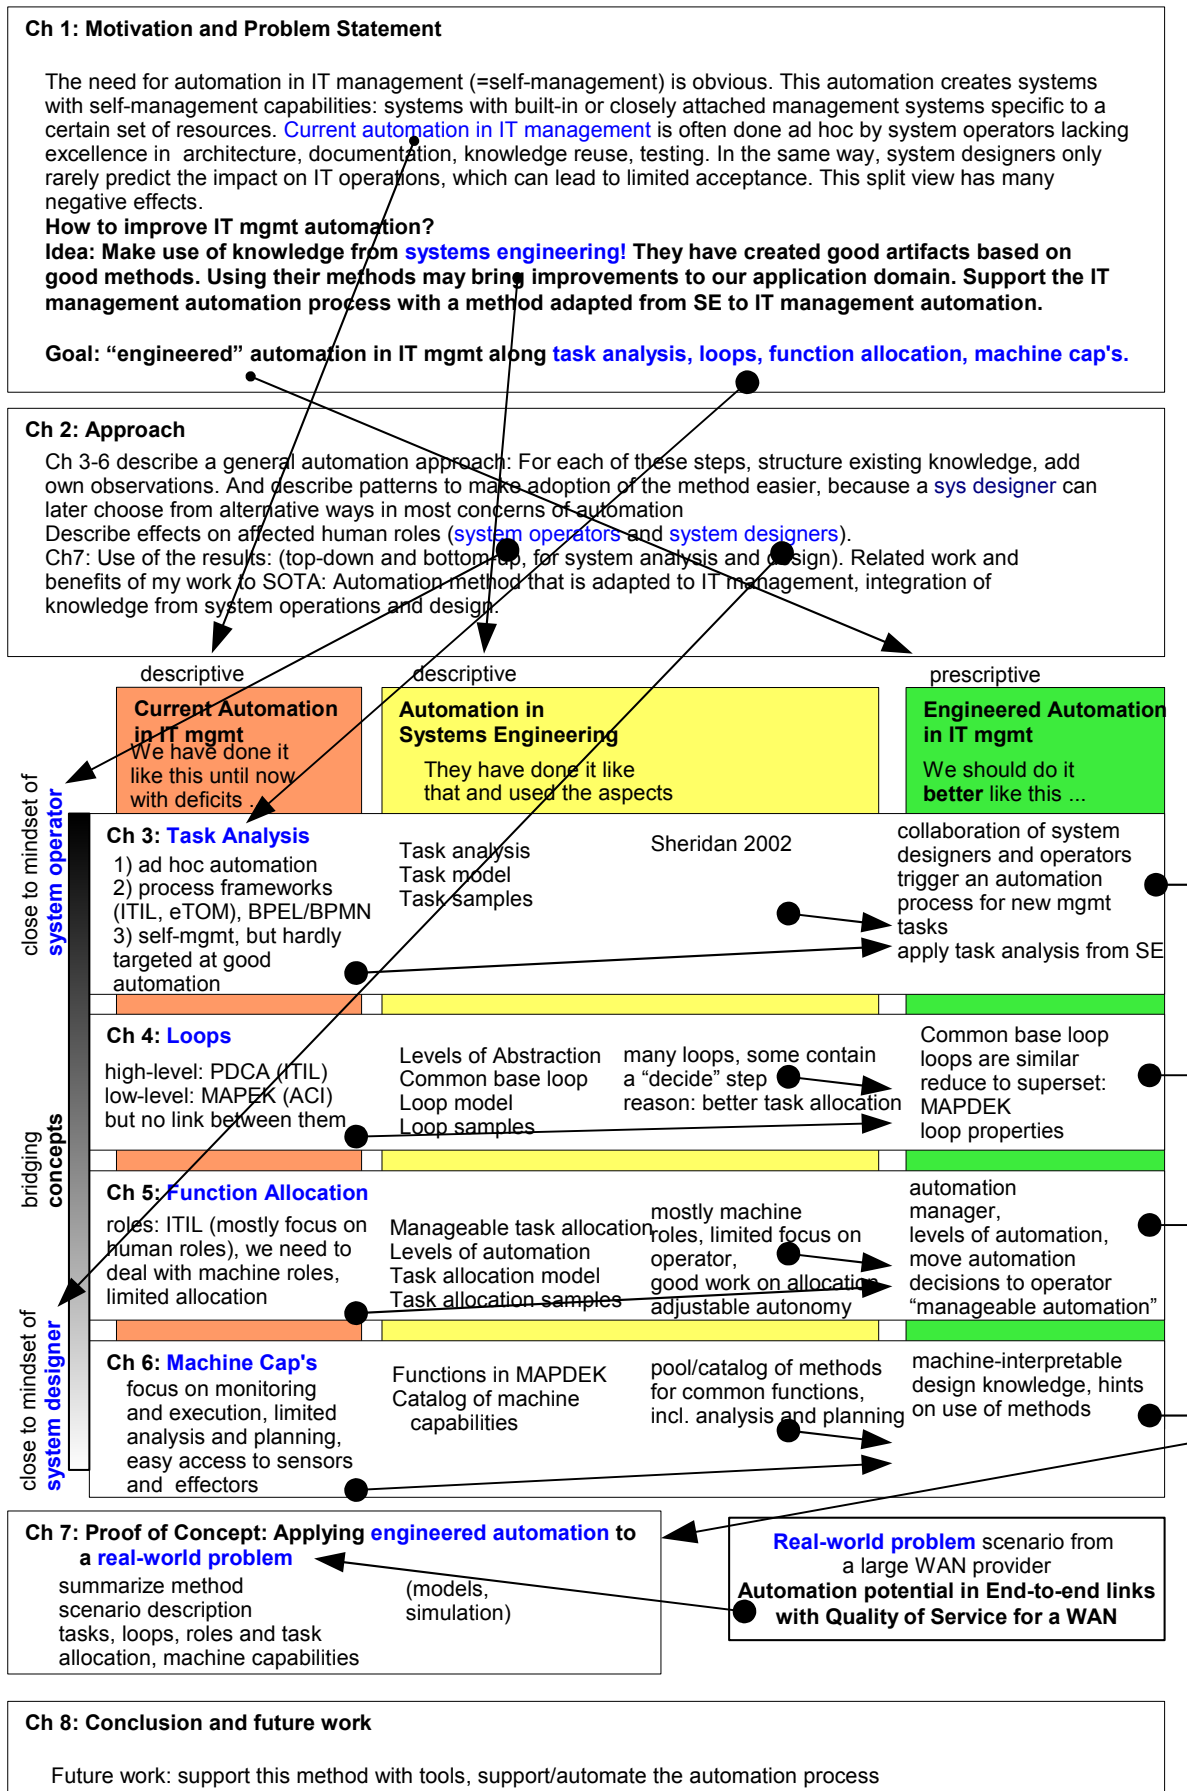 Ch 1: Motivation and Problem Statement
The need for automation in IT management (=self-management) is obvious. This automation creates systems
with self-management capabilities: systems with built-in or closely attached management systems specific to a
certain set of resources. Current automation in IT management is often done ad hoc by system operators lacking
excellence in architecture, documentation, knowledge reuse, testing. In the same way, system designers only
rarely predict the impact on IT operations, which can lead to limited acceptance. This split view has many
negative effects.
How to improve IT mgmt automation?
Idea: Make use of knowledge from systems engineering! They have created good artifacts based on
good methods. Using their methods may bring improvements to our application domain. Support the IT
management automation process with a method adapted from SE to IT management automation.
Goal: “engineered” automation in IT mgmt along task analysis, loops, function allocation, machine cap's.
Ch 2: Approach
Ch 3-6 describe a general automation approach: For each of these steps, structure existing knowledge, add
own observations. And describe patterns to make adoption of the method easier, because a sys designer can
later choose from alternative ways in most concerns of automation
Describe effects on affected human roles (system operators and system designers).
Ch7: Use of the results: (top-down and bottom-up, for system analysis and design). Related work and
benefits of my work to SOTA: Automation method that is adapted to IT management, integration of
knowledge from system operations and design.
descriptive
descriptive
prescriptive
Current Automation
in IT mgmt
We have done it
like this until now
with deficits ...
Automation in
Systems Engineering
They have done it like
that and used the aspects
Engineered Automation
in IT mgmt
We should do it
better like this ...
close to mindset of
system operator
bridging
concepts
close to mindset of
system designer
Ch 3: Task Analysis
1) ad hoc automation
2) process frameworks
(ITIL, eTOM), BPEL/BPMN
3) self-mgmt, but hardly
targeted at good
automation
Task analysis
Task model
Task samples
Sheridan 2002
collaboration of system
designers and operators
trigger an automation
process for new mgmt
tasks
apply task analysis from SE
Ch 4: Loops
high-level: PDCA (ITIL)
low-level: MAPEK (ACI)
but no link between them
Levels of Abstraction
Common base loop
Loop model
Loop samples
many loops, some contain
a “decide” step
reason: better task allocation
Common base loop
loops are similar
reduce to superset:
MAPDEK
loop properties
Ch 5: Function Allocation
roles: ITIL (mostly focus on
human roles), we need to
deal with machine roles,
limited allocation
Manageable task allocation
Levels of automation
Task allocation model
Task allocation samples
mostly machine
roles, limited focus on
operator,
good work on allocation
adjustable autonomy
automation
manager,
levels of automation,
move automation
decisions to operator
“manageable automation”
Ch 6: Machine Cap's
focus on monitoring
and execution, limited
analysis and planning,
easy access to sensors
and effectors
Functions in MAPDEK
Catalog of machine
capabilities
pool/catalog of methods
for common functions,
incl. analysis and planning
machine-interpretable
design knowledge, hints
on use of methods
Ch 7: Proof of Concept: Applying engineered automation to
a real-world problem
summarize method
scenario description
tasks, loops, roles and task
allocation, machine capabilities
(models,
simulation)
Real-world problem scenario from
a large WAN provider
Automation potential in End-to-end links
with Quality of Service for a WAN
Ch 8: Conclusion and future work
Future work: support this method with tools, support/automate the automation process